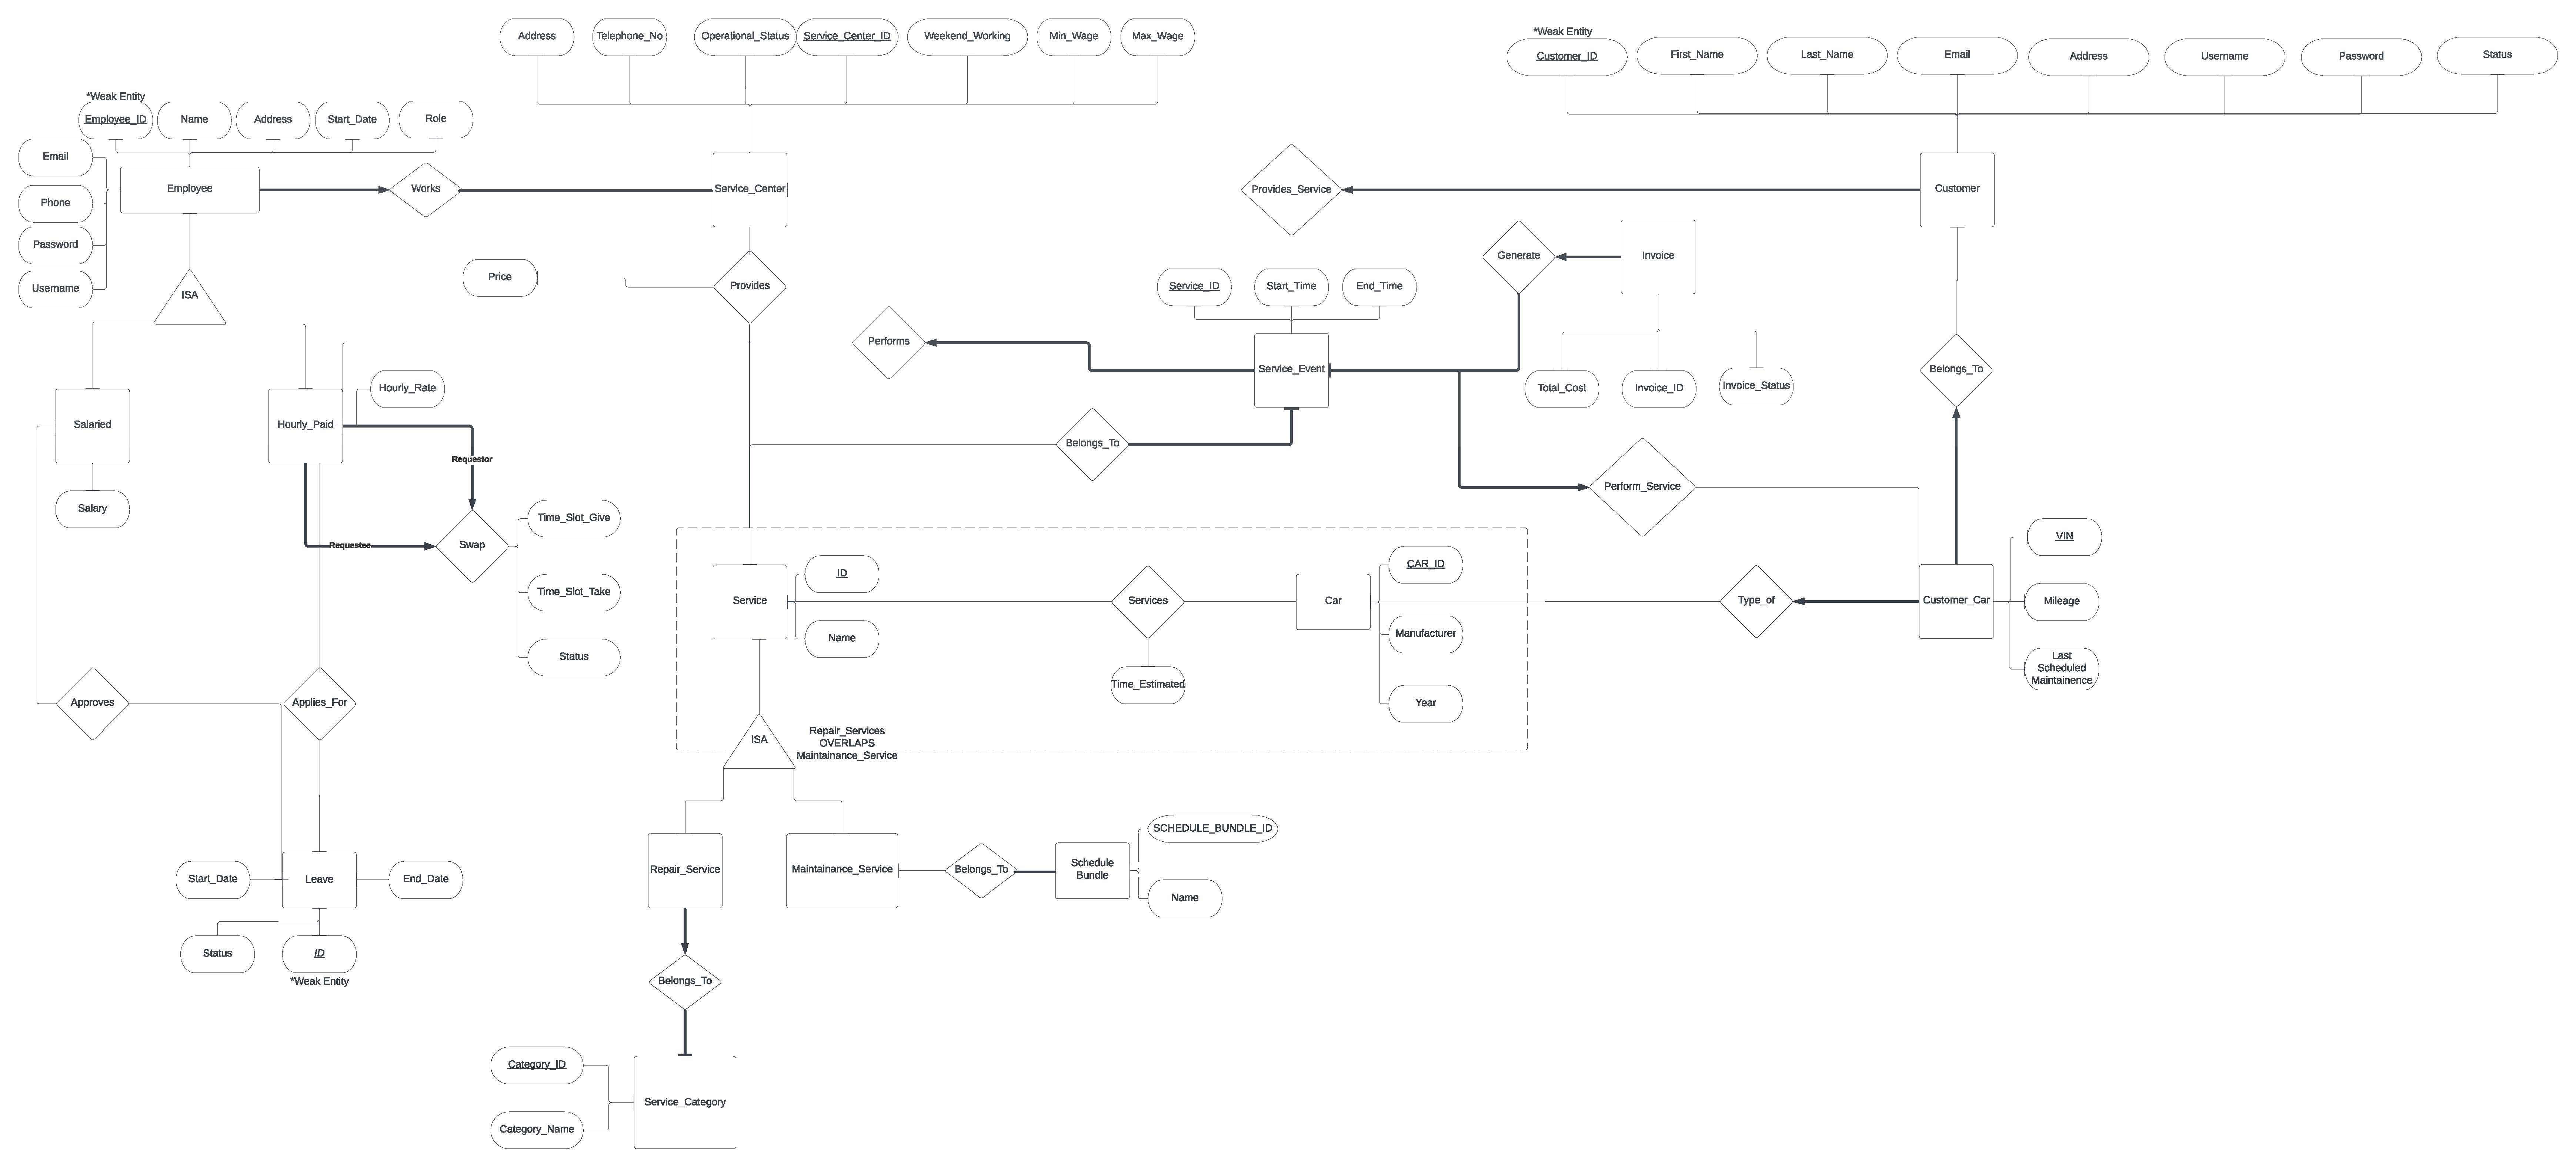 Address
Telephone_No
Operational_Status
Service_Center_ID
Weekend_Working
Min_Wage
Max_Wage
*Weak Entity
Customer_ID
First_Name
Last_Name
Email
Address
Username
Password
Status
*Weak Entity
Employee_ID
Name
Address
Start_Date
Role
Email
Phone
Password
Username
Employee
Works
Service_Center
Provides_Service
Customer
ISA
Price
Provides
Service_ID
Start_Time
End_Time
Generate
Invoice
Performs
Service_Event
Total_Cost
Invoice_ID
Invoice_Status
Belongs_To
Salaried
Hourly_Paid
Hourly_Rate
Requestor
Belongs_To
Perform_Service
Salary
Requestee
Swap
Time_Slot_Give
Time_Slot_Take
Status
Service
ID
Name
Services
Time_Estimated
Car
CAR_ID
Manufacturer
Year
Type_of
Customer_Car
VIN
Mileage
Last
Scheduled
Maintainence
Approves
Applies_For
ISA
Repair_Services
OVERLAPS
Maintainance_Service
Start_Date
Leave
End_Date
Status
ID
*Weak Entity
Repair_Service
Maintainance_Service
Belongs_To
Schedule
Bundle
SCHEDULE_BUNDLE_ID
Name
Belongs_To
Category_ID
Category_Name
Service_Category